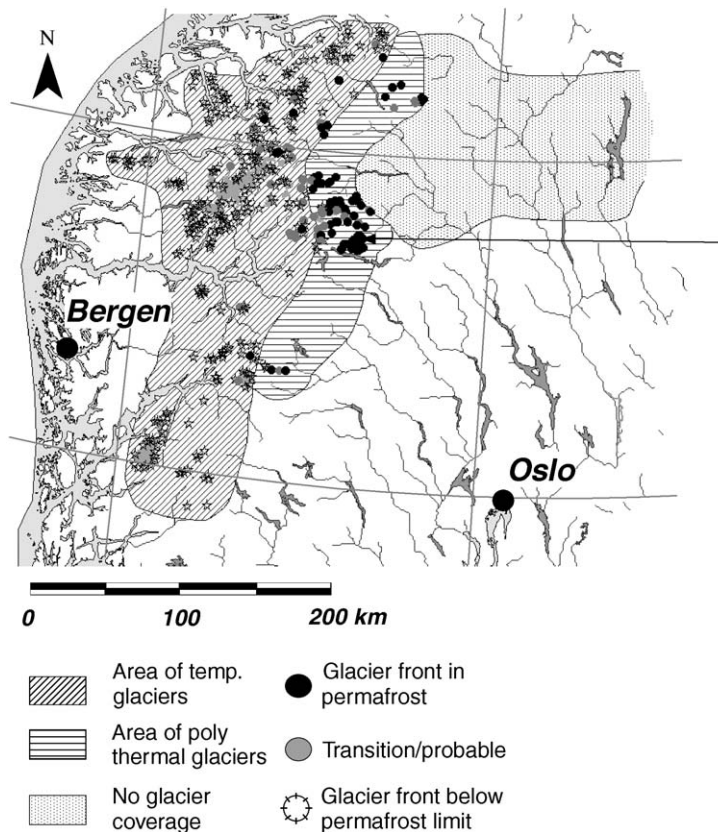 N
Bergen
Oslo
0 100 200 km
Area of temp. glaciers
Glacier front in permafrost
Area of poly thermal glaciers
Transition/probable
No glacier coverage
Glacier front below permafrost limit